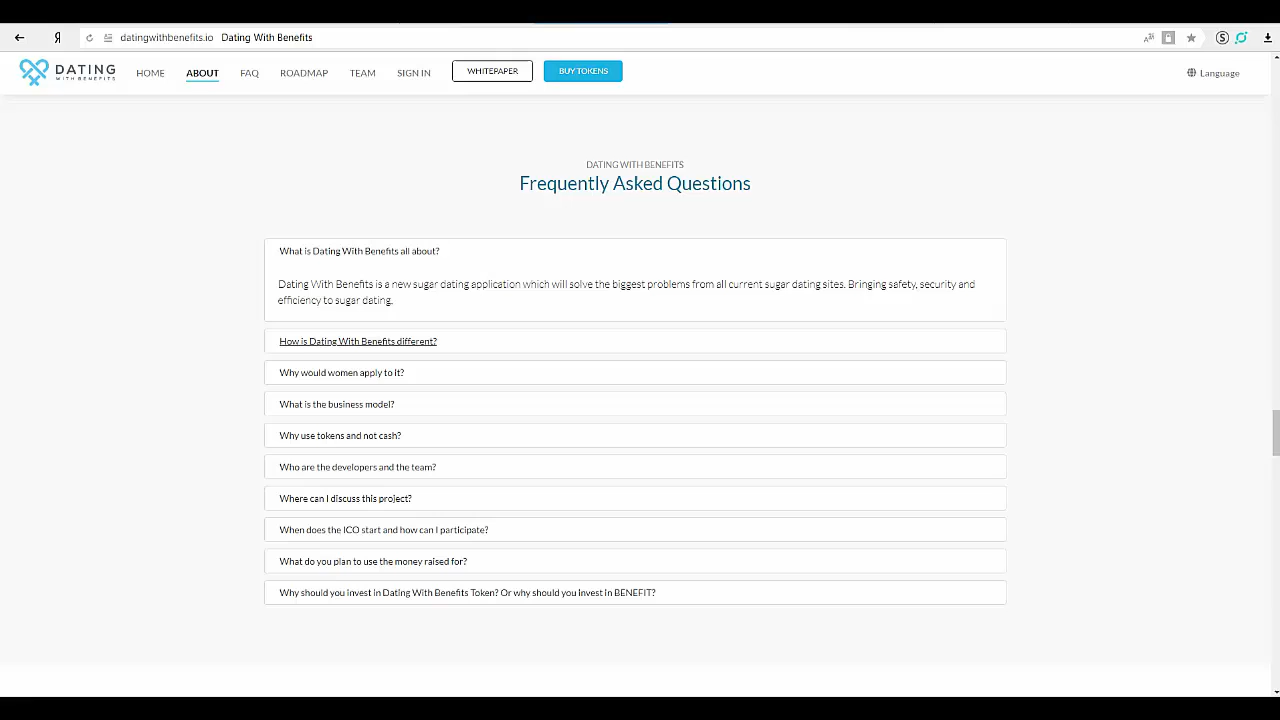 datingwithbenefits.io Dating With Benefits
DATING
WITH BENEFITS
HOME
ABOUT
FAQ
ROADMAP
TEAM
SIGN IN
WHITEPAPER
BUY TOKENS
Language
DATING WITH BENEFITS
Frequently Asked Questions
What is Dating With Benefits all about?
Dating With Benefits is a new sugar dating application which will solve the biggest problems from all current sugar dating sites. Bringing safety, security and
efficiency to sugar dating.
How is Dating With Benefits different?
Why would women apply to it?
What is the business model?
Why use tokens and not cash?
Who are the developers and the team?
Where can I discuss this project?
When does the ICO start and how can I participate?
What do you plan to use the money raised for?
Why should you invest in Dating With Benefits Token? Or why should you invest in BENEFIT?